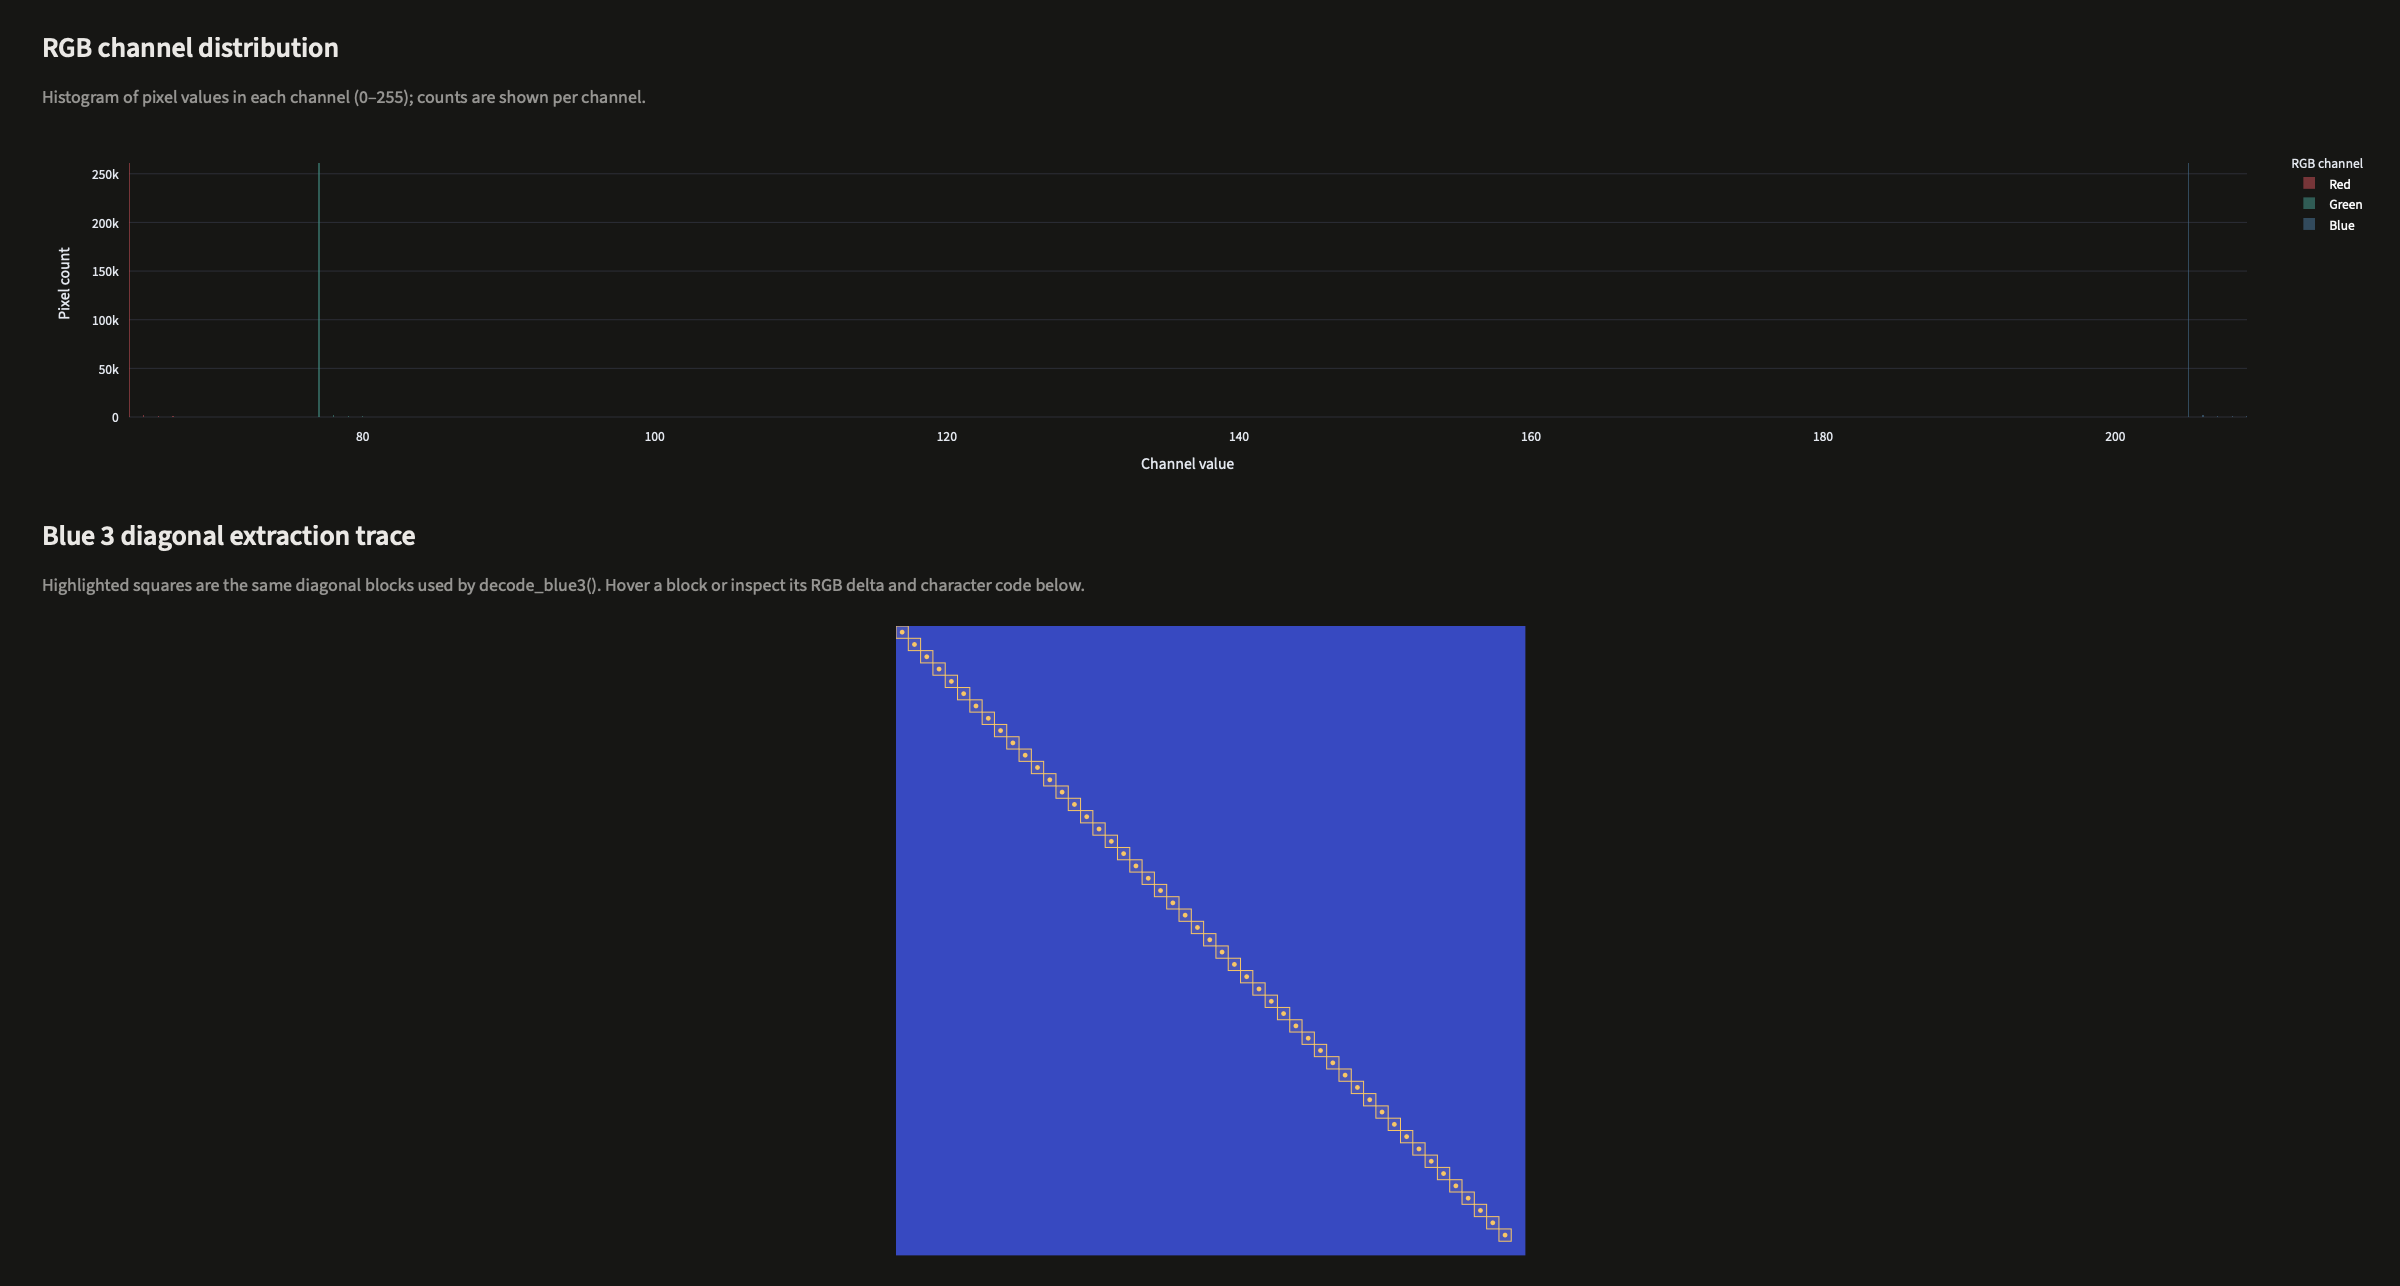 RGB channel distribution
Histogram of pixel values in each channel (0–255); counts are shown per channel.
RGB channel
Red
Green
Blue
250k
200k
150k
100k
50k
0
Pixel count
80 100 120 140 160 180 200
Channel value
Blue 3 diagonal extraction trace
Highlighted squares are the same diagonal blocks used by decode_blue3(). Hover a block or inspect its RGB delta and character code below.